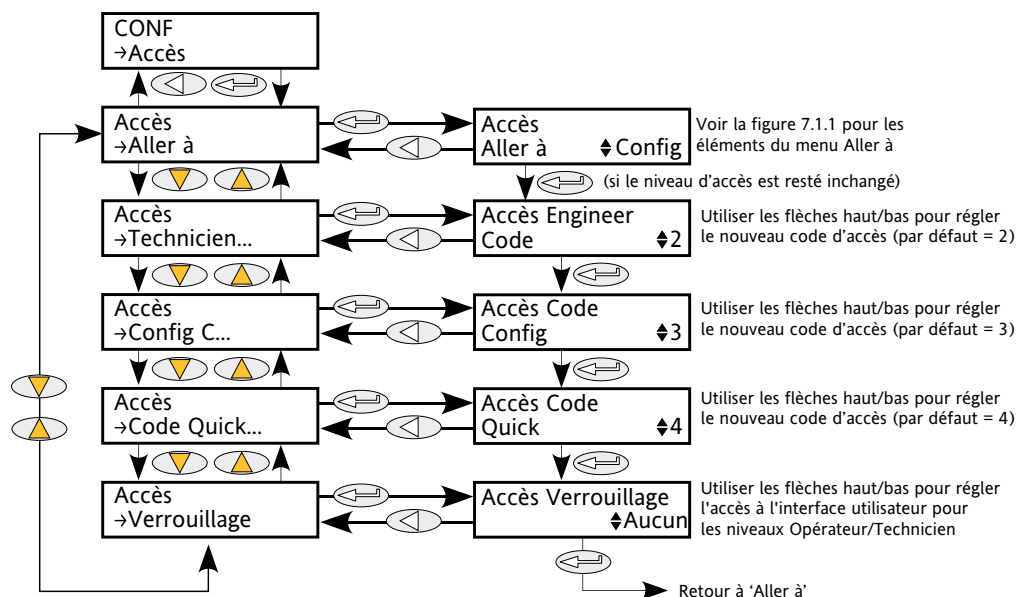 CONF
→Accès
Accès
→Aller à
Accès
Aller à ♦Config
Voir la figure 7.1.1 pour les
éléments du menu Aller à
(si le niveau d'accès est resté inchangé)
Accès
→Technicien...
Accès Engineer
Code ♦2
Utiliser les flèches haut/bas pour régler
le nouveau code d'accès (par défaut = 2)
Accès
→Config C...
Accès Code
Config ♦3
Utiliser les flèches haut/bas pour régler
le nouveau code d'accès (par défaut = 3)
Accès
→Code Quick...
Accès Code
Quick ♦4
Utiliser les flèches haut/bas pour régler
le nouveau code d'accès (par défaut = 4)
Accès
→Verrouillage
Accès Verrouillage
♦Aucun
Utiliser les flèches haut/bas pour régler
l'accès à l'interface utilisateur pour
les niveaux Opérateur/Technicien
Retour à 'Aller à'